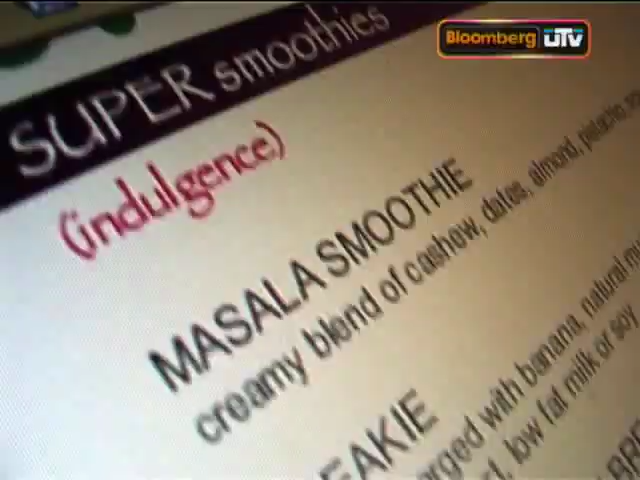 Bloomberg UTV
SUPER smoothies
(indulgence)
MASALA SMOOTHIE
creamy blend of cashew, dates, almond, pistachio
EAKIE
erged with banana, natural
low fat milk or soy